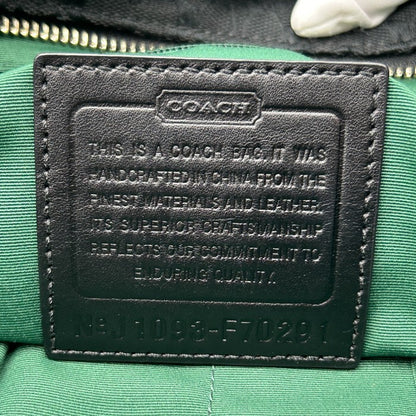 COACH
THIS IS A COACH BAG. IT WAS
HANDCRAFTED IN CHINA FROM THE
FINEST MATERIALS AND LEATHER.
ITS SUPERIOR CRAFTSMANSHIP
REFLECTS OUR COMMITMENT TO
ENDURING QUALITY.
No J1093-F70291